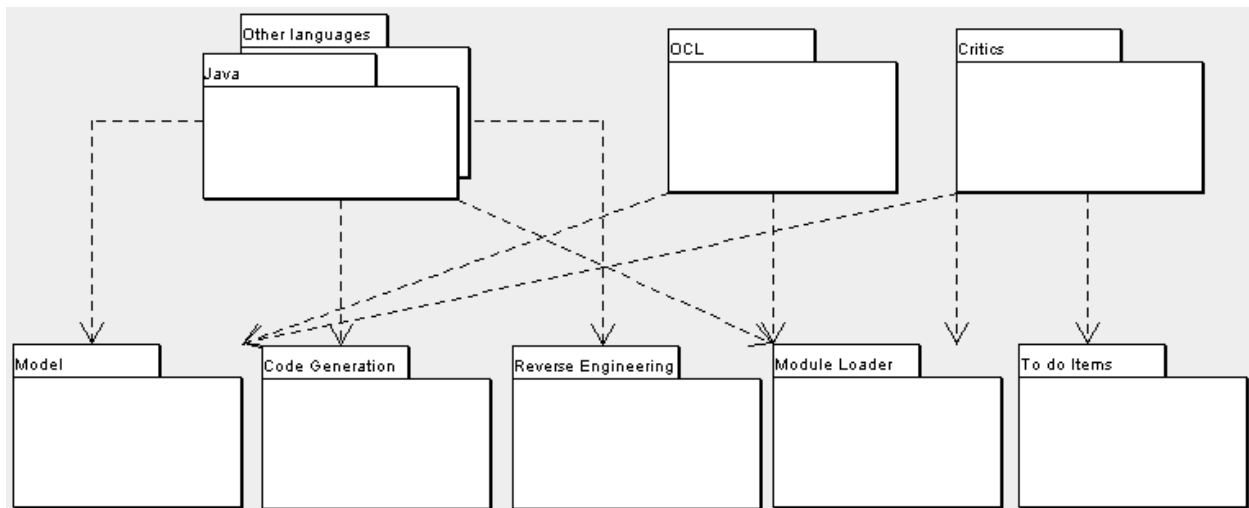 Other languages
Java
OCL
Critics
Model
Code Generation
Reverse Engineering
Module Loader
To do Items